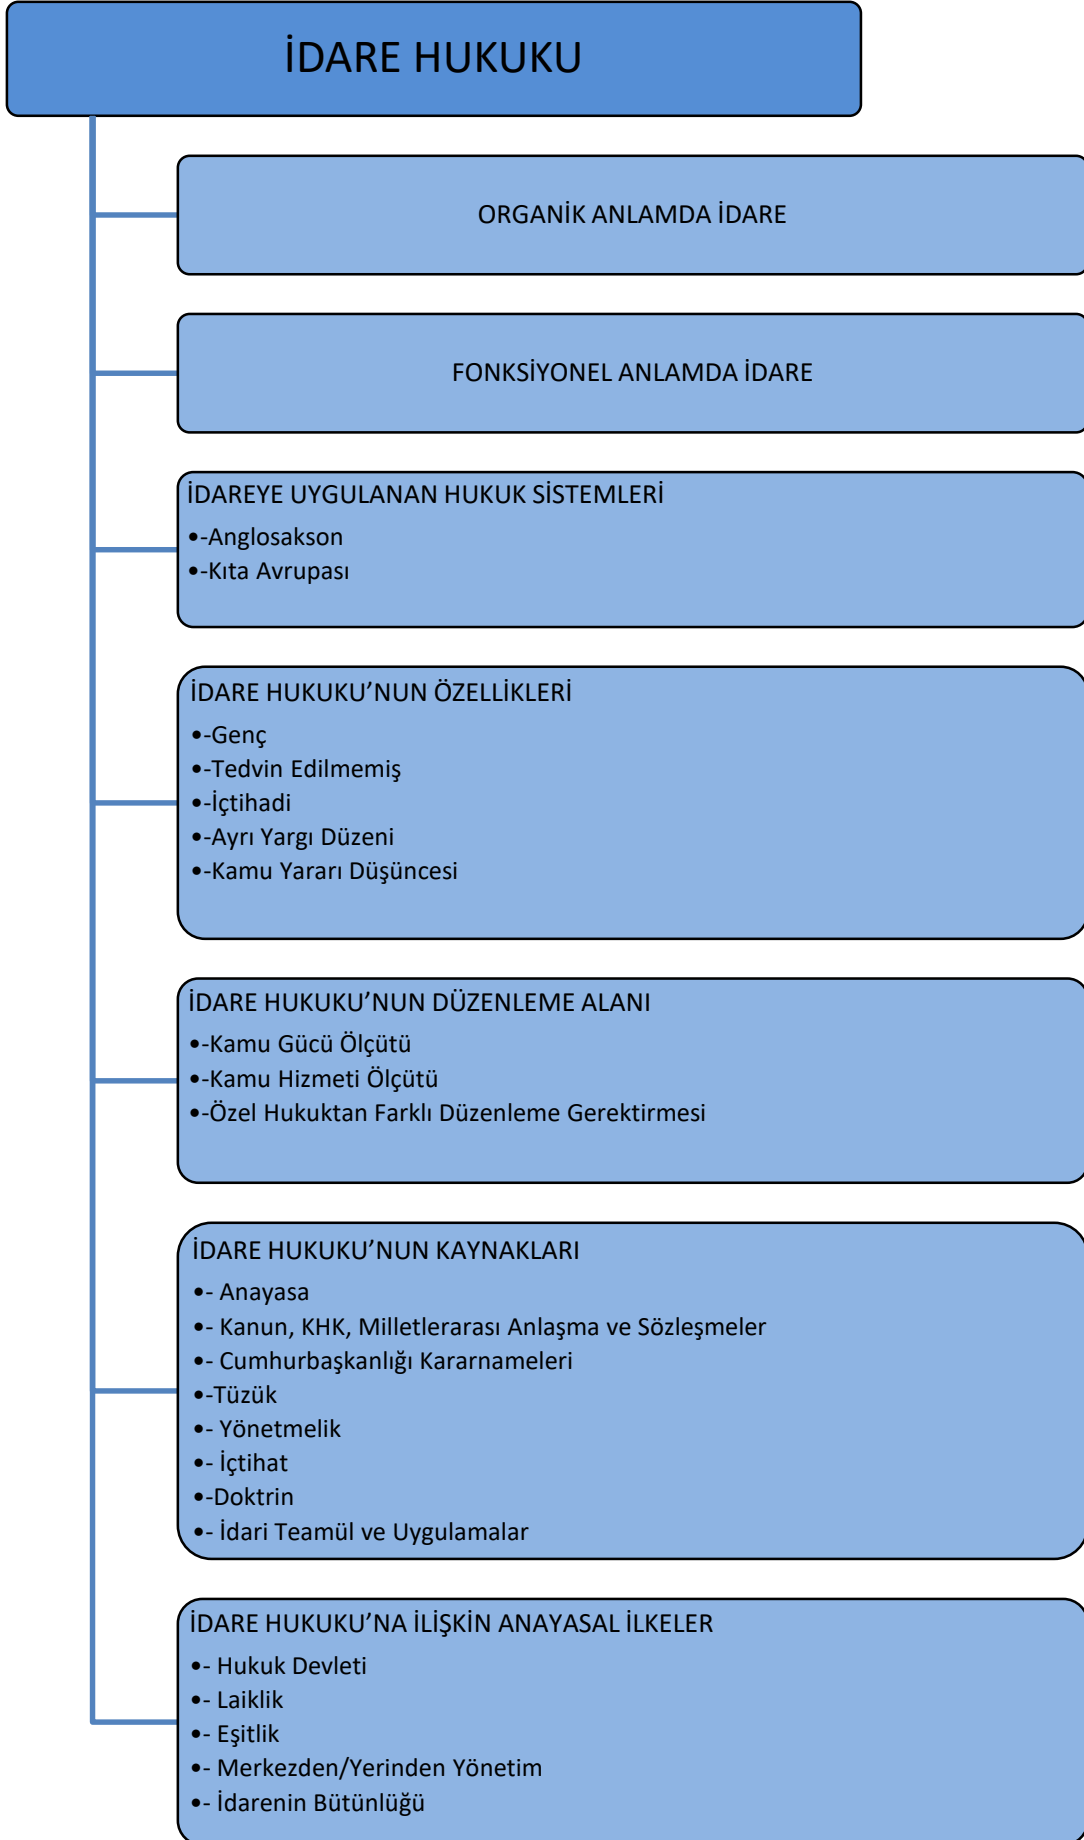 İDARE HUKUKU
ORGANİK ANLAMDA İDARE
FONKSİYONEL ANLAMDA İDARE
İDAREYE UYGULANAN HUKUK SİSTEMLERİ
•-Anglosakson
•-Kıta Avrupası
İDARE HUKUKU’NUN ÖZELLİKLERİ
•-Genç
•-Tedvin Edilmemiş
•-İçtihadi
•-Ayrı Yargı Düzeni
•-Kamu Yararı Düşüncesi
İDARE HUKUKU’NUN DÜZENLEME ALANI
•-Kamu Gücü Ölçütü
•-Kamu Hizmeti Ölçütü
•-Özel Hukuktan Farklı Düzenleme Gerektirmesi
İDARE HUKUKU’NUN KAYNAKLARI
•- Anayasa
•- Kanun, KHK, Milletlerarası Anlaşma ve Sözleşmeler
•- Cumhurbaşkanlığı Kararnameleri
•-Tüzük
•- Yönetmelik
•- İçtihat
•-Doktrin
•- İdari Teamül ve Uygulamalar
İDARE HUKUKU’NA İLİŞKİN ANAYASAL İLKELER
•- Hukuk Devleti
•- Laiklik
•- Eşitlik
•- Merkezden/Yerinden Yönetim
•- İdarenin Bütünlüğü